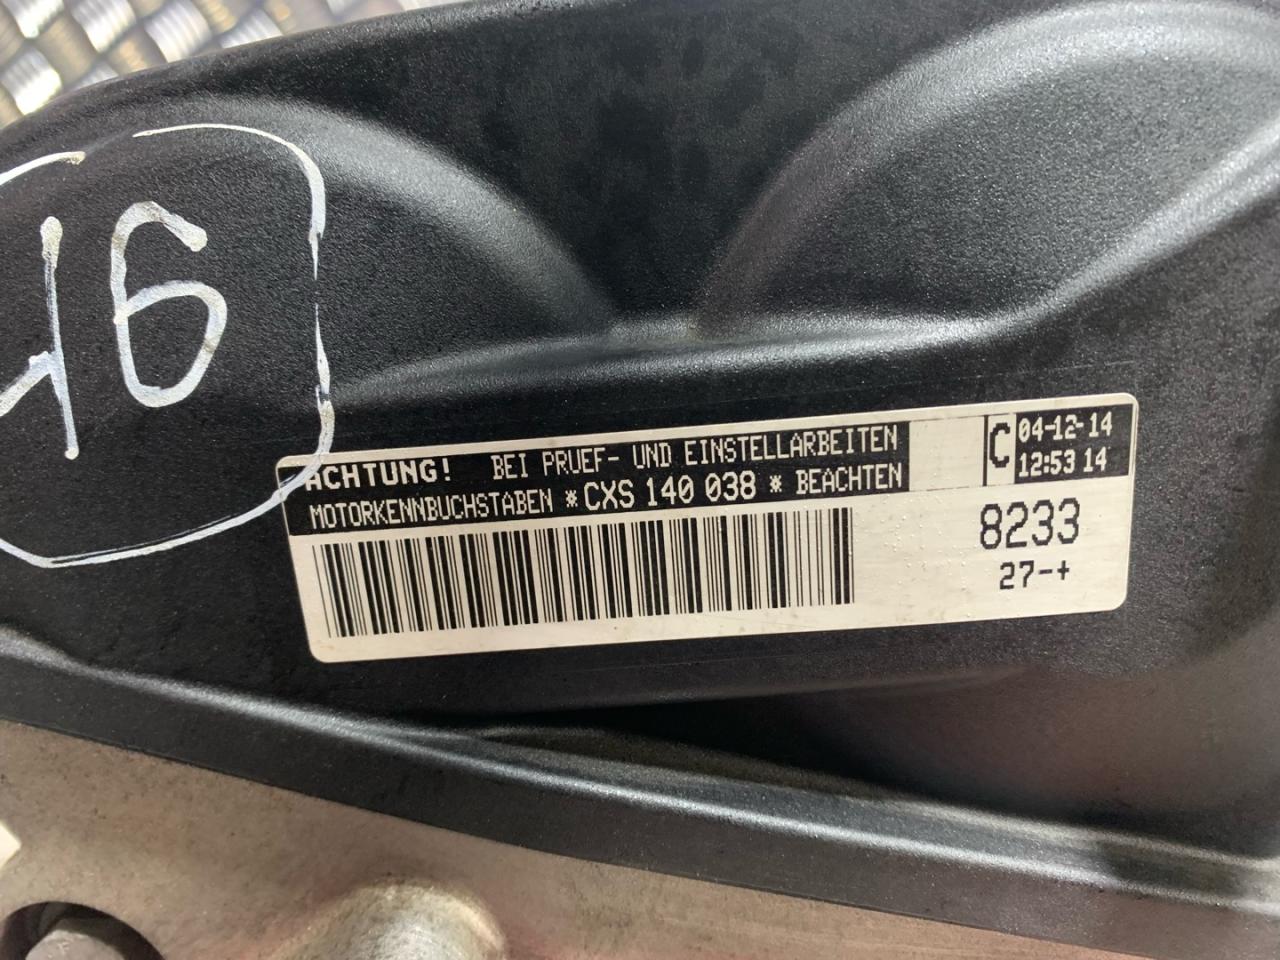 16
ACHTUNG! BEI PRUEF- UND EINSTELLARBEITEN
MOTORKENNBUCHSTABEN *CXS 140 038 * BEACHTEN
C
04-12-14
12:53 14
8233
27-+